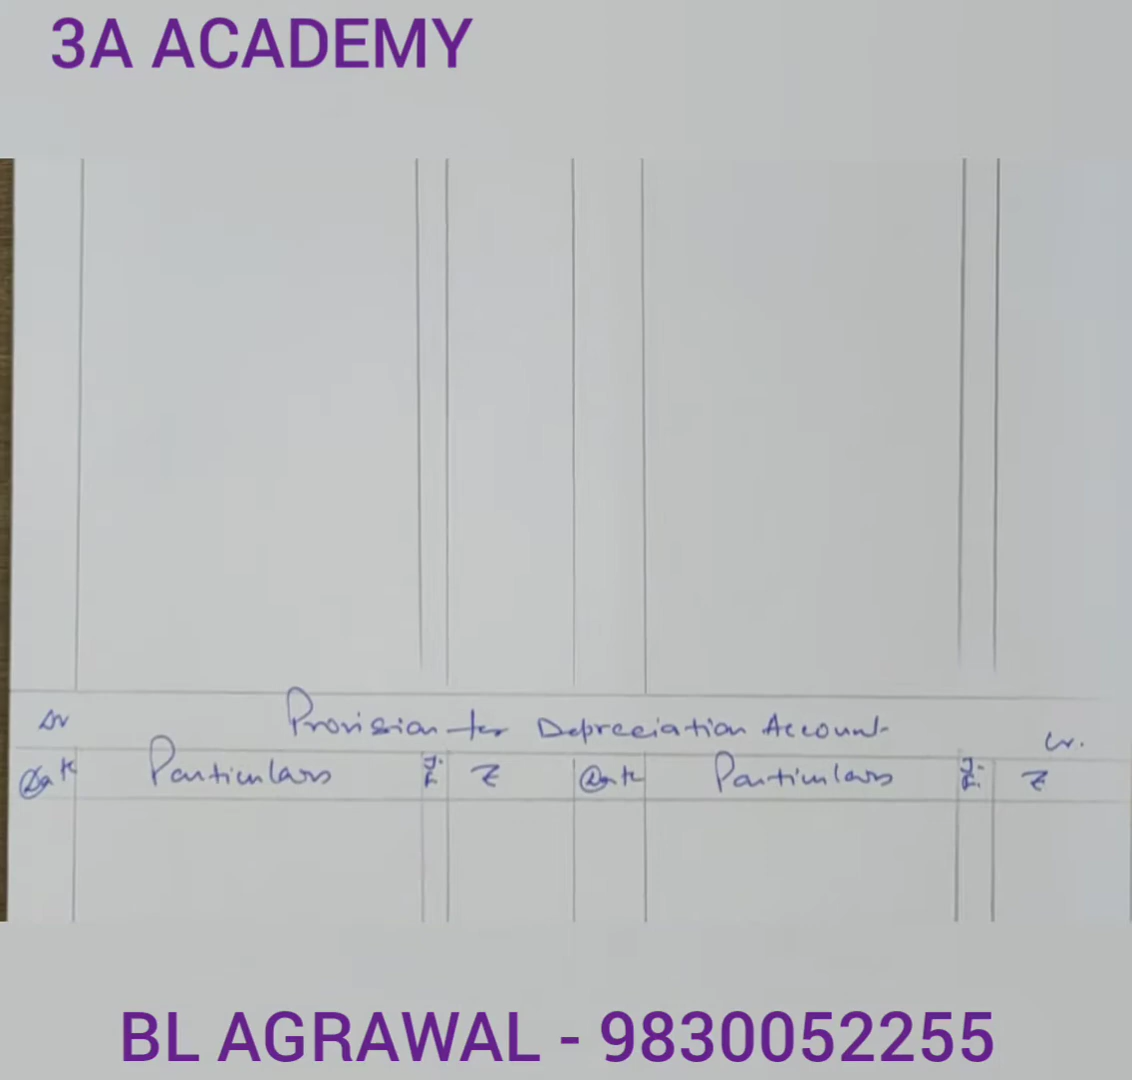 3A ACADEMY
Dr Provision for Depreciation Account Cr.
Date Particulars J.F. ₹ Date Particulars J.F. ₹
BL AGRAWAL - 9830052255